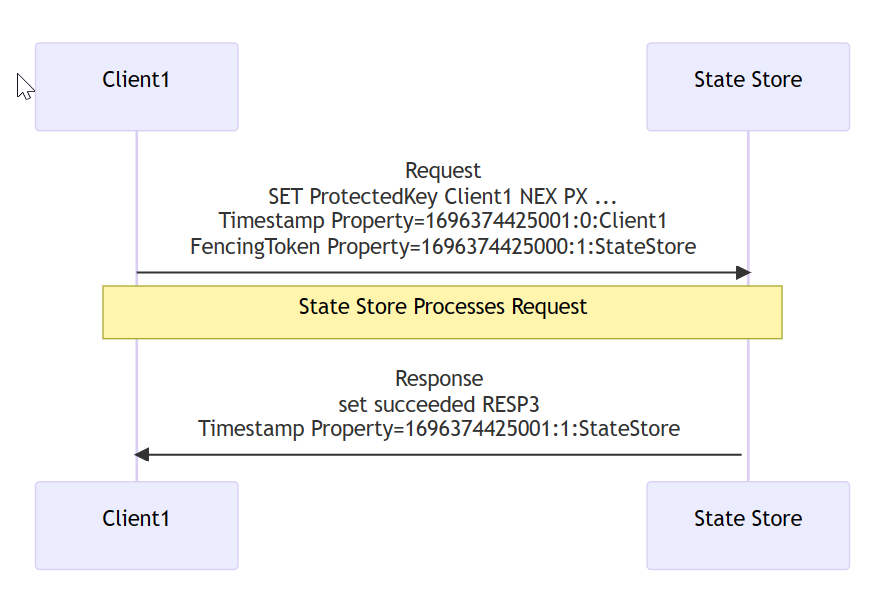 Client1
State Store
Request
SET ProtectedKey Client1 NEX PX ...
Timestamp Property=1696374425001:0:Client1
FencingToken Property=1696374425000:1:StateStore
State Store Processes Request
Response
set succeeded RESP3
Timestamp Property=1696374425001:1:StateStore
Client1
State Store